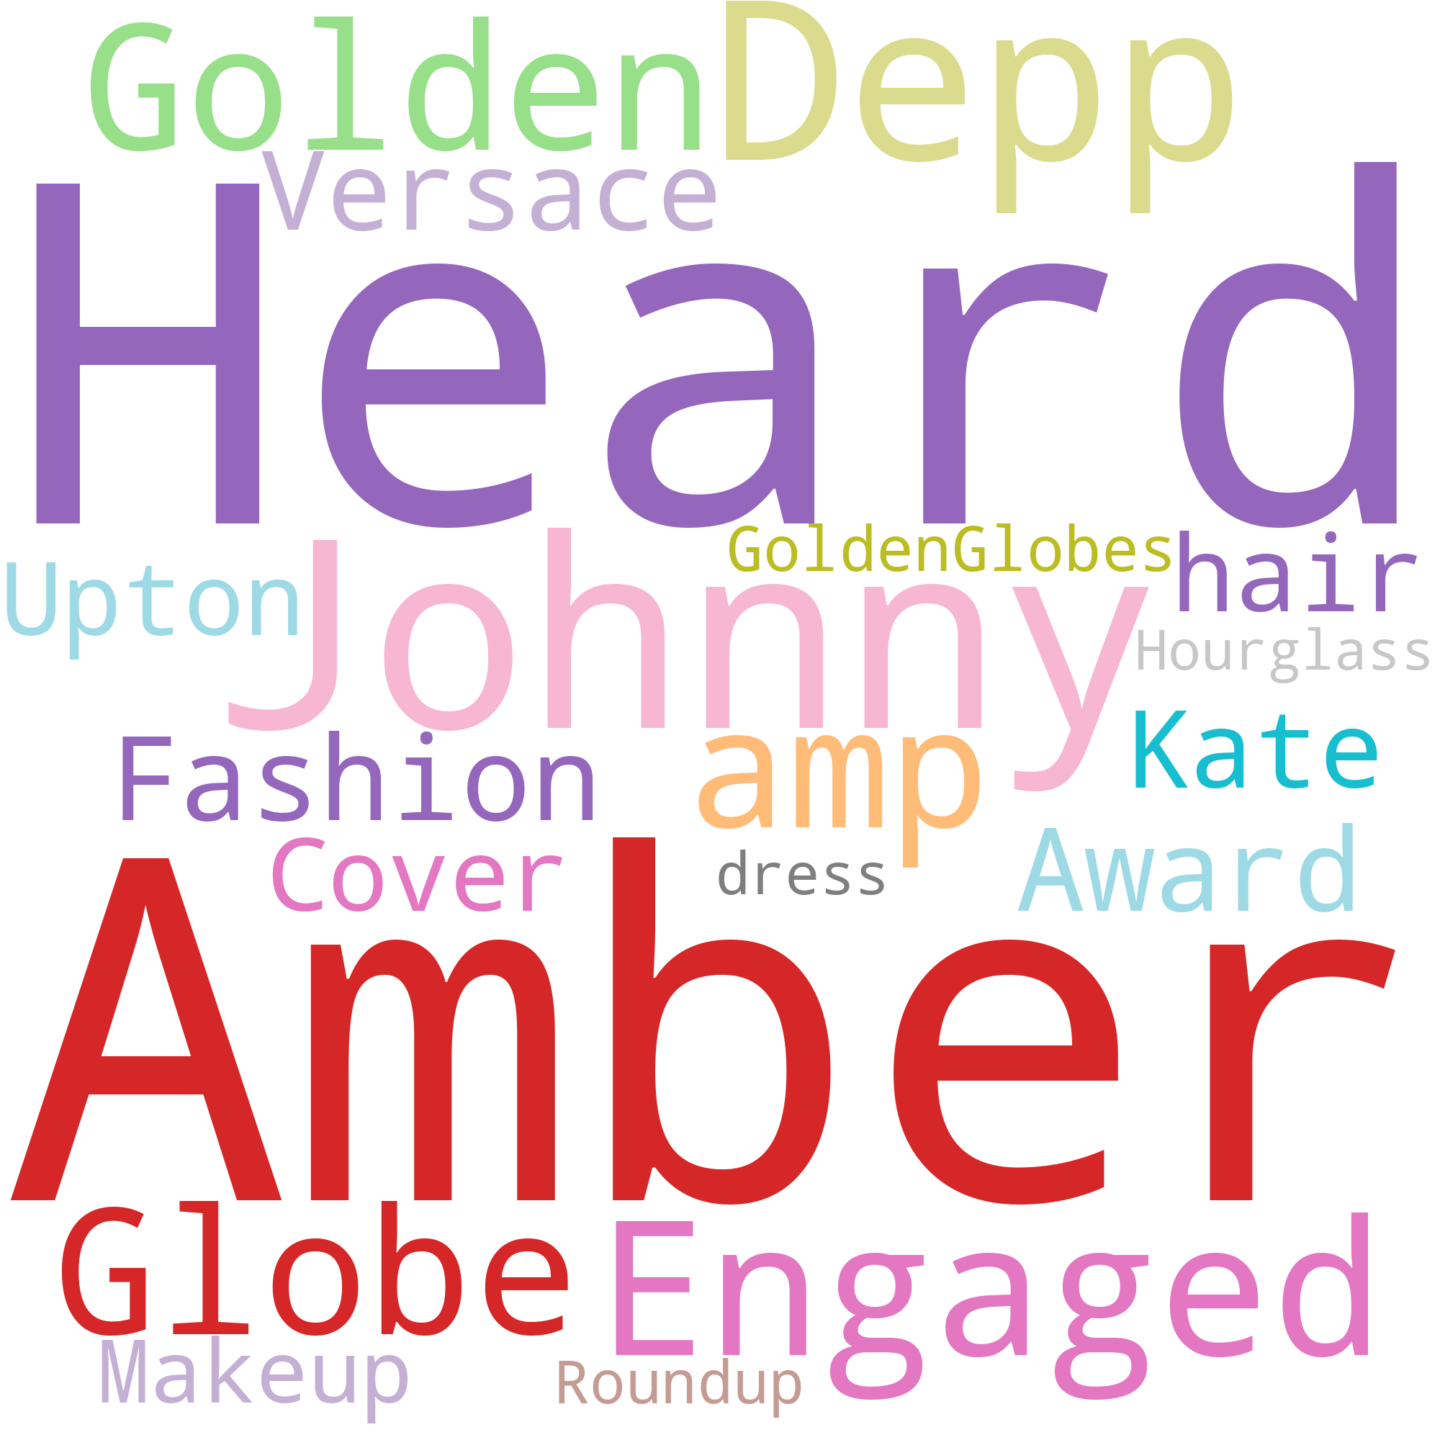 Golden Depp
Versace
Heard
GoldenGlobes hair
Upton Johnny
Hourglass
Kate
Fashion amp
Cover dress Award
Amber
Globe Engaged
Makeup Roundup